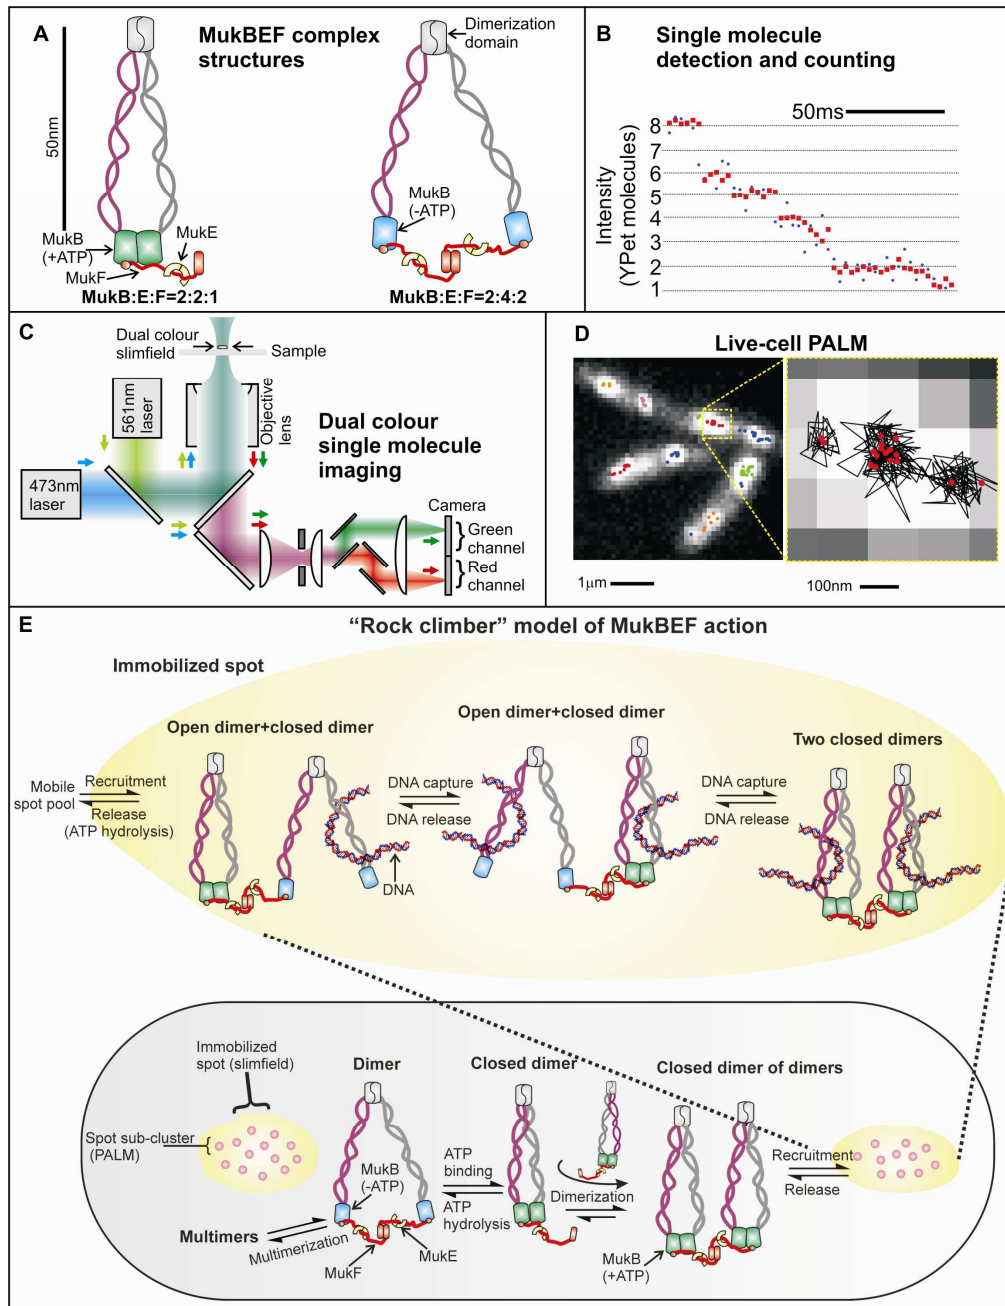 A
MukBEF complex
structures
Dimerization
domain
50nm
MukB
(-ATP)
MukB
(+ATP)
MukE
MukF
MukB:E:F=2:2:1
MukB:E:F=2:4:2
B
Single molecule
detection and counting
50ms
Intensity
(YPet molecules)
8
7
6
5
4
3
2
1
C
Dual colour
slimfield
Sample
561nm
laser
Objective
lens
Dual colour
single molecule
imaging
473nm
laser
Camera
Green
channel
Red
channel
D
Live-cell PALM
1μm
100nm
E
"Rock climber" model of MukBEF action
Immobilized spot
Open dimer+closed dimer
Open dimer+closed dimer
Two closed dimers
Mobile
spot pool
Recruitment
Release
(ATP hydrolysis)
DNA capture
DNA release
DNA capture
DNA release
DNA
Immobilized
spot (slimfield)
Spot sub-cluster
(PALM)
Dimer
Closed dimer
Closed dimer of dimers
MukB
(-ATP)
ATP
binding
ATP
hydrolysis
Dimerization
Recruitment
Release
Multimers
Multimerization
MukF
MukE
MukB
(+ATP)